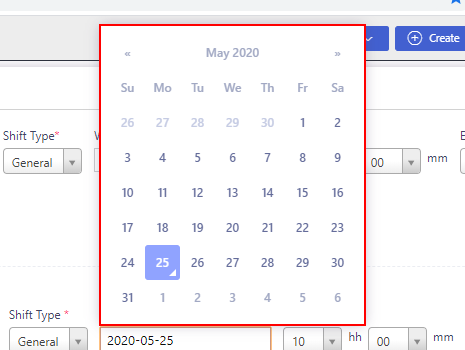 Create
« May 2020 »
Su Mo Tu We Th Fr Sa
26 27 28 29 30 1 2
3 4 5 6 7 8 9
10 11 12 13 14 15 16
17 18 19 20 21 22 23
24 25 26 27 28 29 30
31 1 2 3 4 5 6
Shift Type*
General 00 mm
Shift Type *
General 2020-05-25 10 hh 00 mm